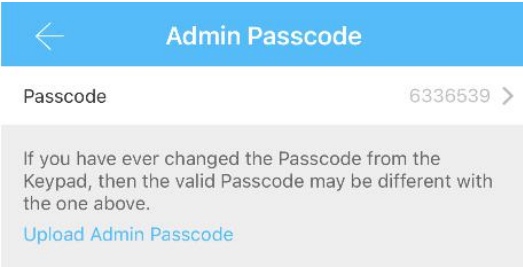 Admin Passcode
Passcode 6336539
If you have ever changed the Passcode from the
Keypad, then the valid Passcode may be different with
the one above.
Upload Admin Passcode